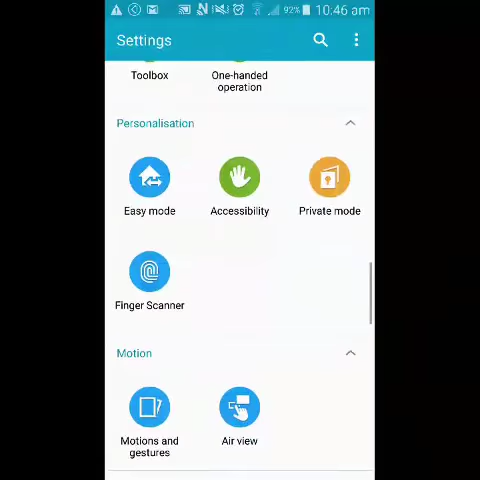 92% 10:46 am
Settings
Toolbox One-handed
operation
Personalisation
Easy mode Accessibility Private mode
Finger Scanner
Motion
Motions and Air view
gestures